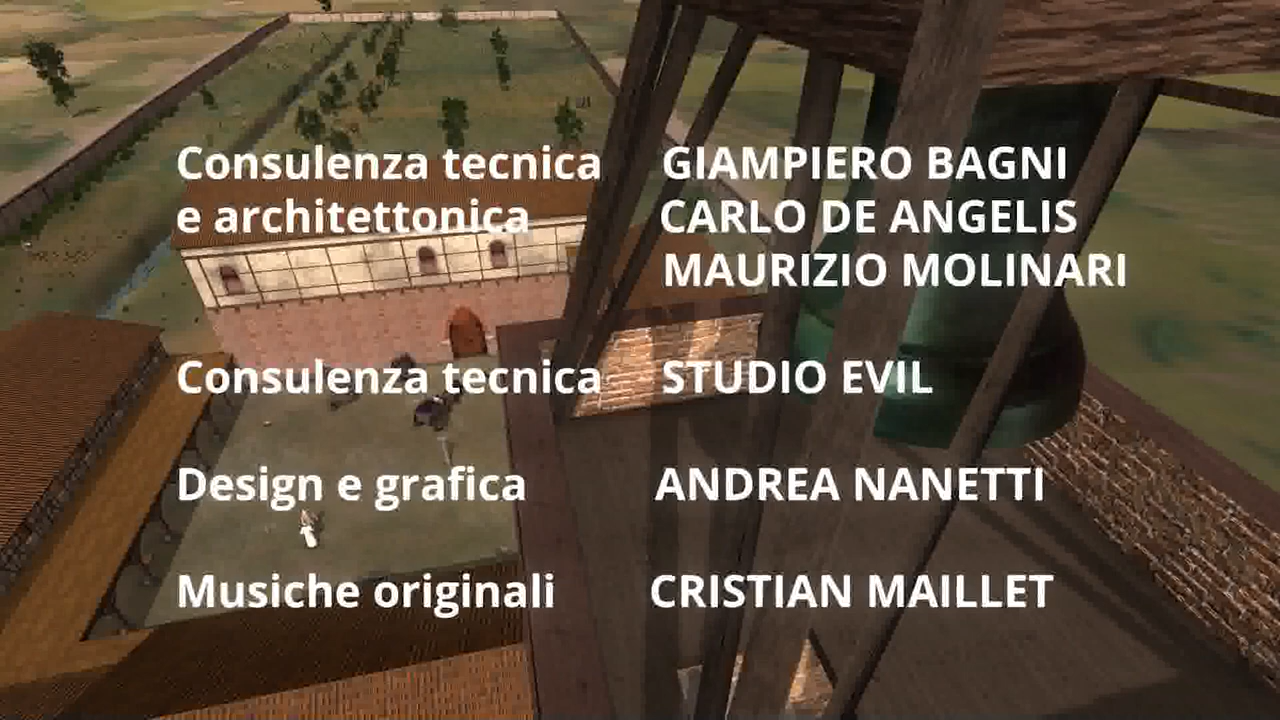 Consulenza tecnica GIAMPIERO BAGNI
e architettonica CARLO DE ANGELIS
MAURIZIO MOLINARI
Consulenza tecnica STUDIO EVIL
Design e grafica ANDREA NANETTI
Musiche originali CRISTIAN MAILLET